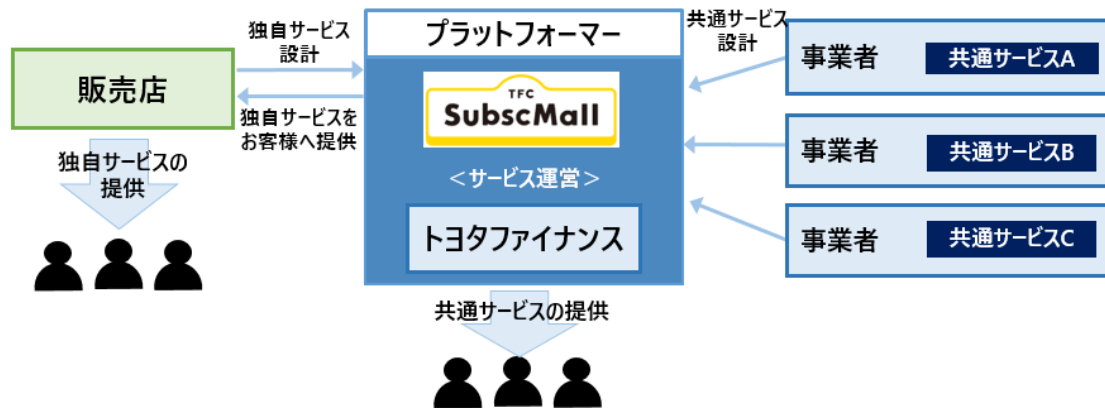 販売店
独自サービス
設計
独自サービスを
お客様へ提供
独自サービスの
提供
プラットフォーマー
TFC
SubscMall
＜サービス運営＞
トヨタファイナンス
共通サービスの提供
共通サービス
設計
事業者
共通サービスA
事業者
共通サービスB
事業者
共通サービスC